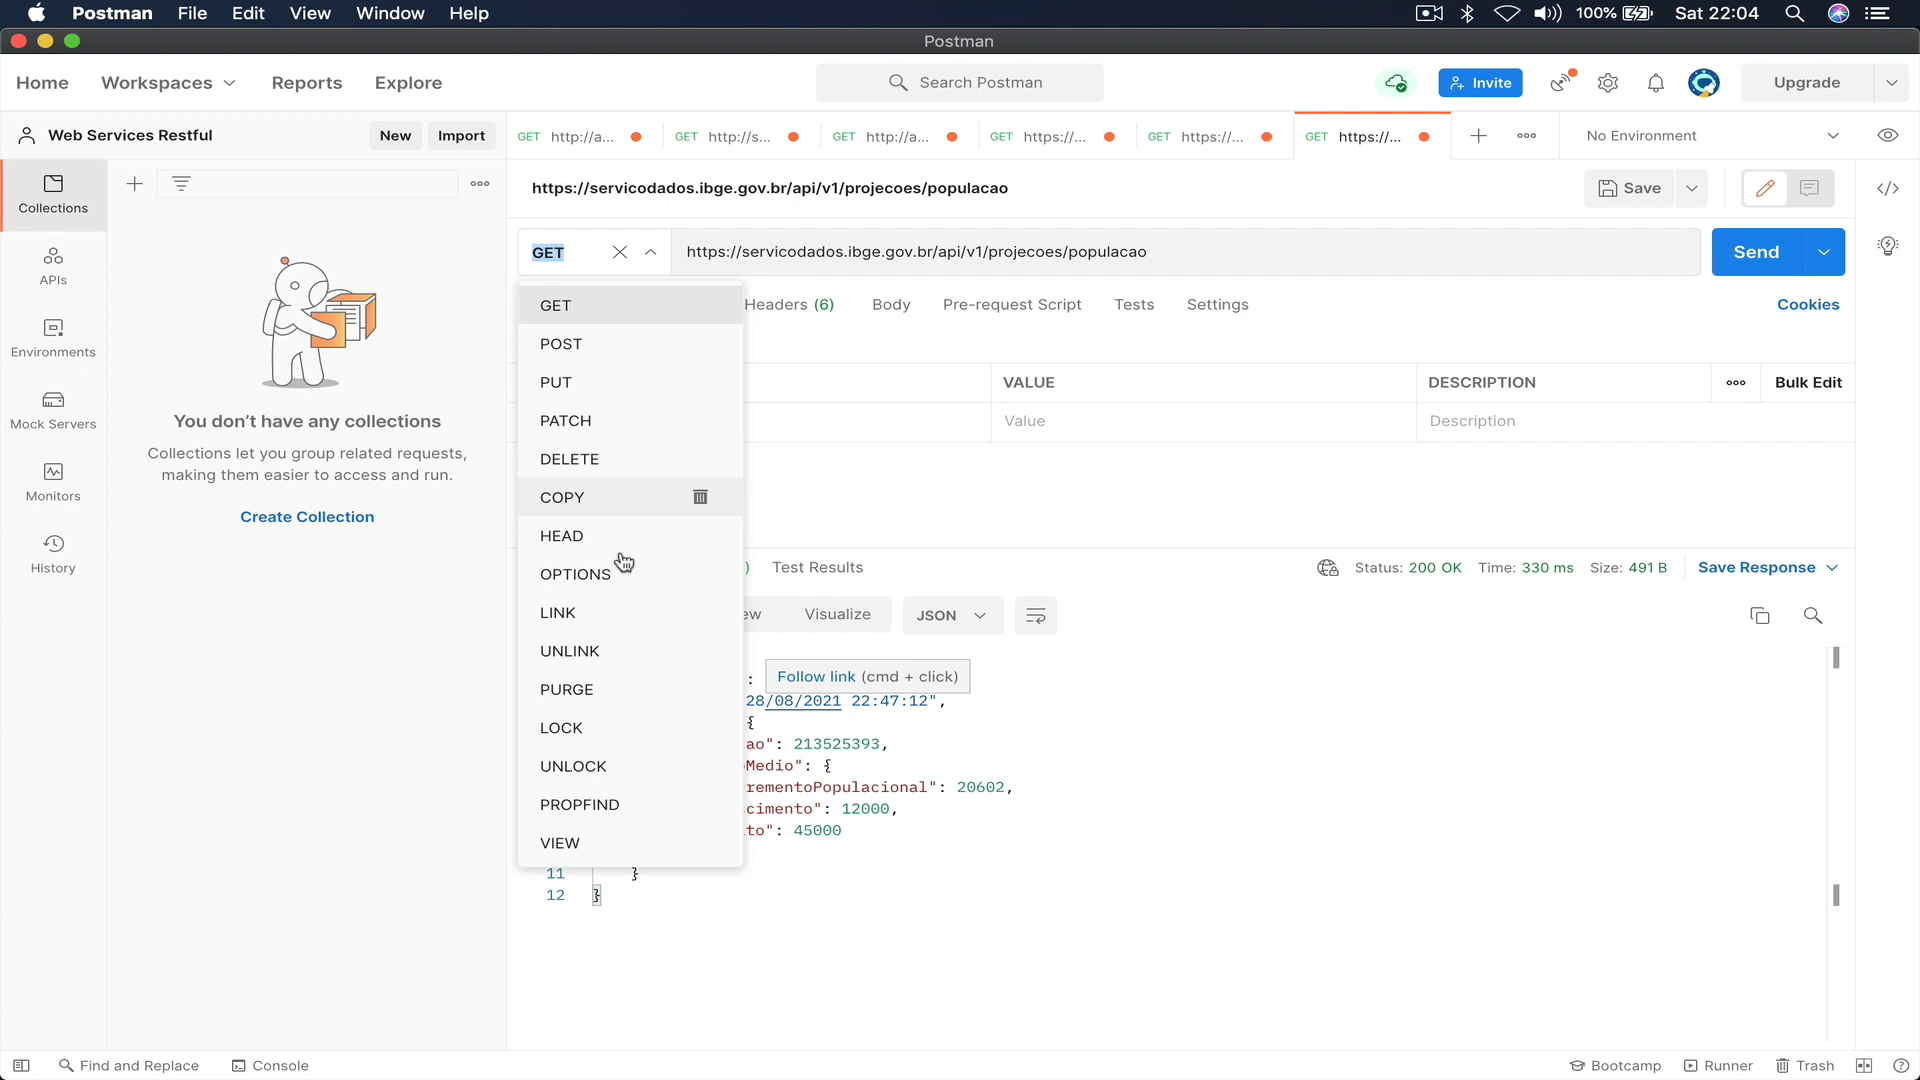 Postman File Edit View Window Help 100% Sat 22:04
Postman
Home Workspaces Reports Explore Search Postman Invite Upgrade
Web Services Restful New Import GET http://a... GET http://s... GET http://a... GET https://... GET https://... GET https://... No Environment
Collections
APIs
Environments
Mock Servers
Monitors
History
You don’t have any collections
Collections let you group related requests,
making them easier to access and run.
Create Collection
https://servicodados.ibge.gov.br/api/v1/projecoes/populacao Save
GET https://servicodados.ibge.gov.br/api/v1/projecoes/populacao Send
Headers (6) Body Pre-request Script Tests Settings Cookies
GET
POST
PUT
PATCH
DELETE
COPY
HEAD
OPTIONS
LINK
UNLINK
PURGE
LOCK
UNLOCK
PROPFIND
VIEW
VALUE DESCRIPTION Bulk Edit
Value Description
) Test Results Status: 200 OK Time: 330 ms Size: 491 B Save Response
ew Visualize JSON
: Follow link (cmd + click)
28/08/2021 22:47:12",
{
ao": 213525393,
Medio": {
rementoPopulacional": 20602,
cimento": 12000,
to": 45000
11 }
12 }
Find and Replace Console Bootcamp Runner Trash